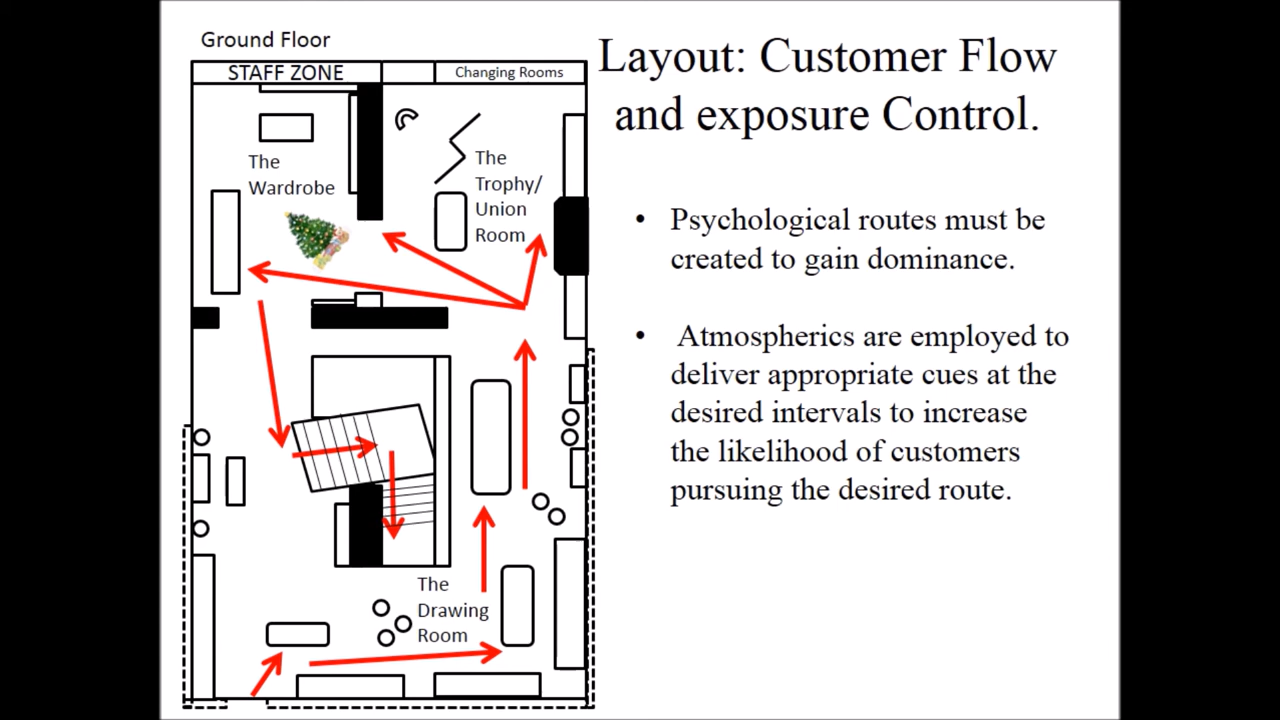 Ground Floor
STAFF ZONE
Changing Rooms
The
Wardrobe
The
Trophy/
Union
Room
The
Drawing
Room
Layout: Customer Flow
and exposure Control.
• Psychological routes must be
created to gain dominance.
• Atmospherics are employed to
deliver appropriate cues at the
desired intervals to increase
the likelihood of customers
pursuing the desired route.